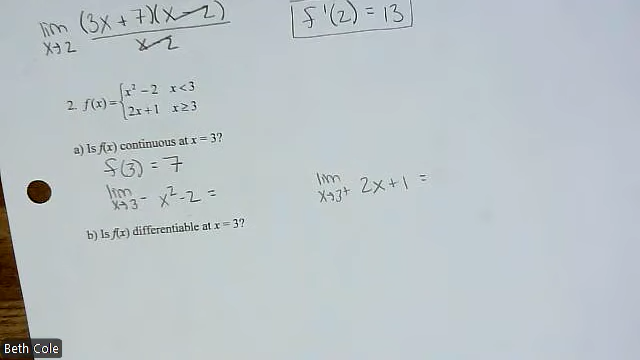 lim x→2 (3x + 7)(x - 2) / x - 2
f'(2) = 13
2. f(x) = { x² - 2 x < 3
2x + 1 x ≥ 3
a) Is f(x) continuous at x = 3?
f(3) = 7
lim x→3⁻ x² - 2 =
lim x→3⁺ 2x + 1 =
b) Is f(x) differentiable at x = 3?
Beth Cole